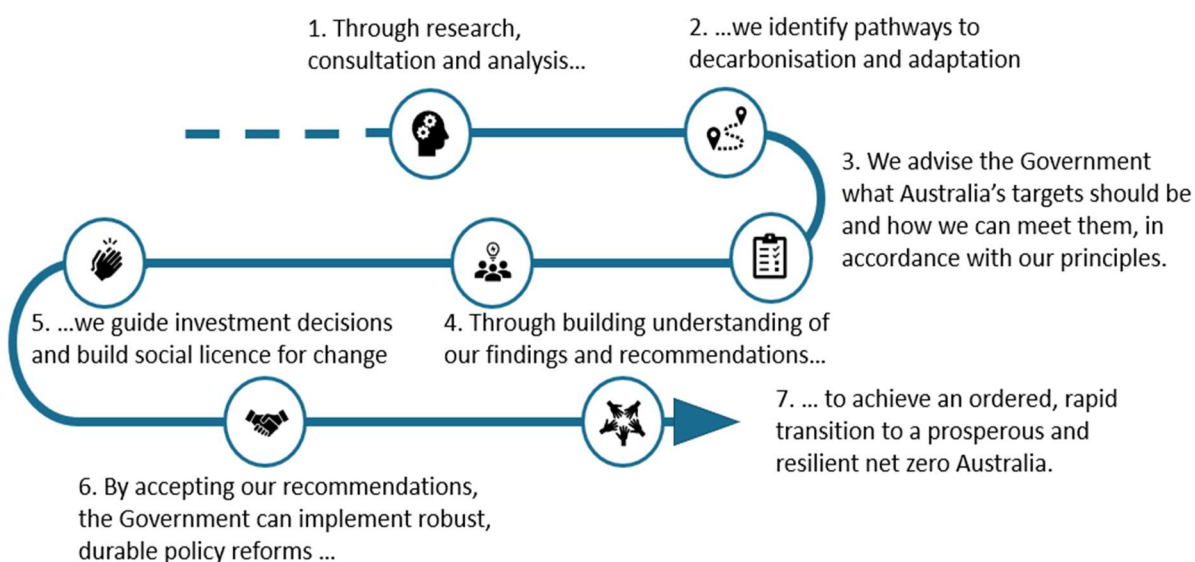 1. Through research,
consultation and analysis...
2. ...we identify pathways to
decarbonisation and adaptation
3. We advise the Government
what Australia’s targets should be
and how we can meet them, in
accordance with our principles.
4. Through building understanding of
our findings and recommendations...
5. ...we guide investment decisions
and build social licence for change
6. By accepting our recommendations,
the Government can implement robust,
durable policy reforms ...
7. ... to achieve an ordered, rapid
transition to a prosperous and
resilient net zero Australia.